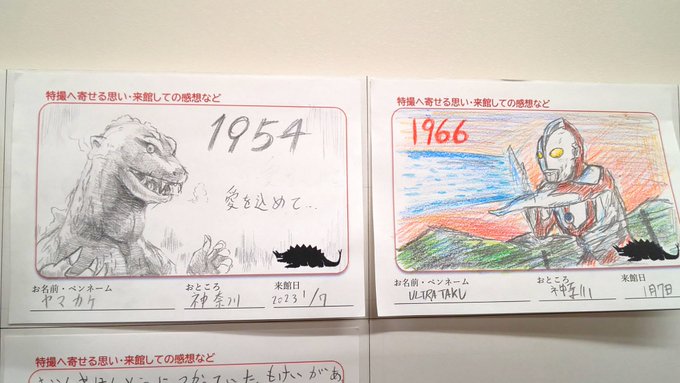 特撮へ寄せる思い・来館しての感想など
1954
愛を込めて...
お名前・ペンネーム おところ 来館日
ヤマカケ 神奈川 2023 1/7
特撮へ寄せる思い・来館しての感想など
1966
お名前・ペンネーム おところ 来館日
ULTRATAKU 神奈川 1月7日
特撮へ寄せる思い・来館しての感想など